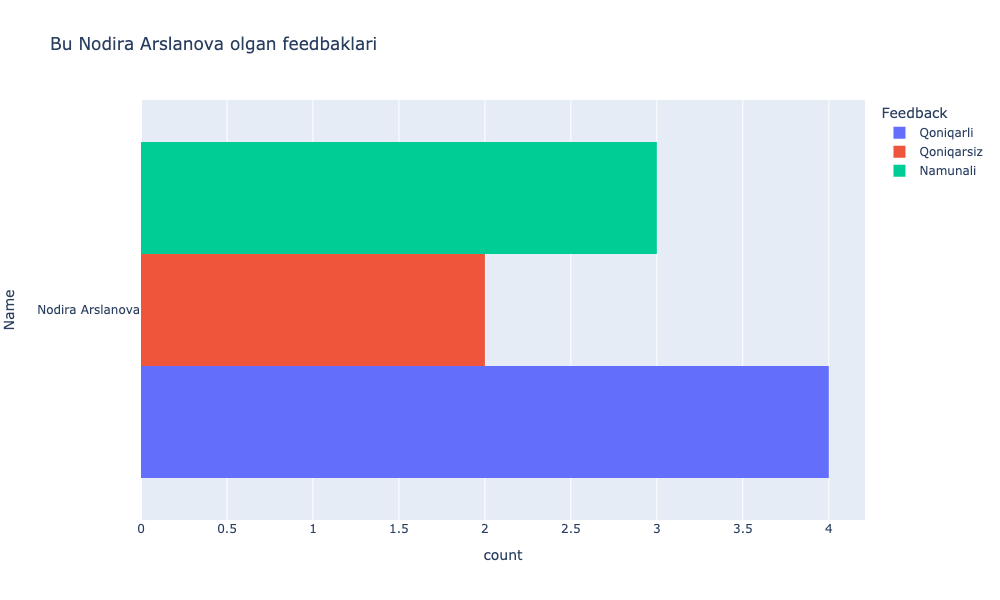 Bu Nodira Arslanova olgan feedbaklari
Feedback
Qoniqarli
Qoniqarsiz
Namunali
Name
Nodira Arslanova
0 0.5 1 1.5 2 2.5 3 3.5 4
count